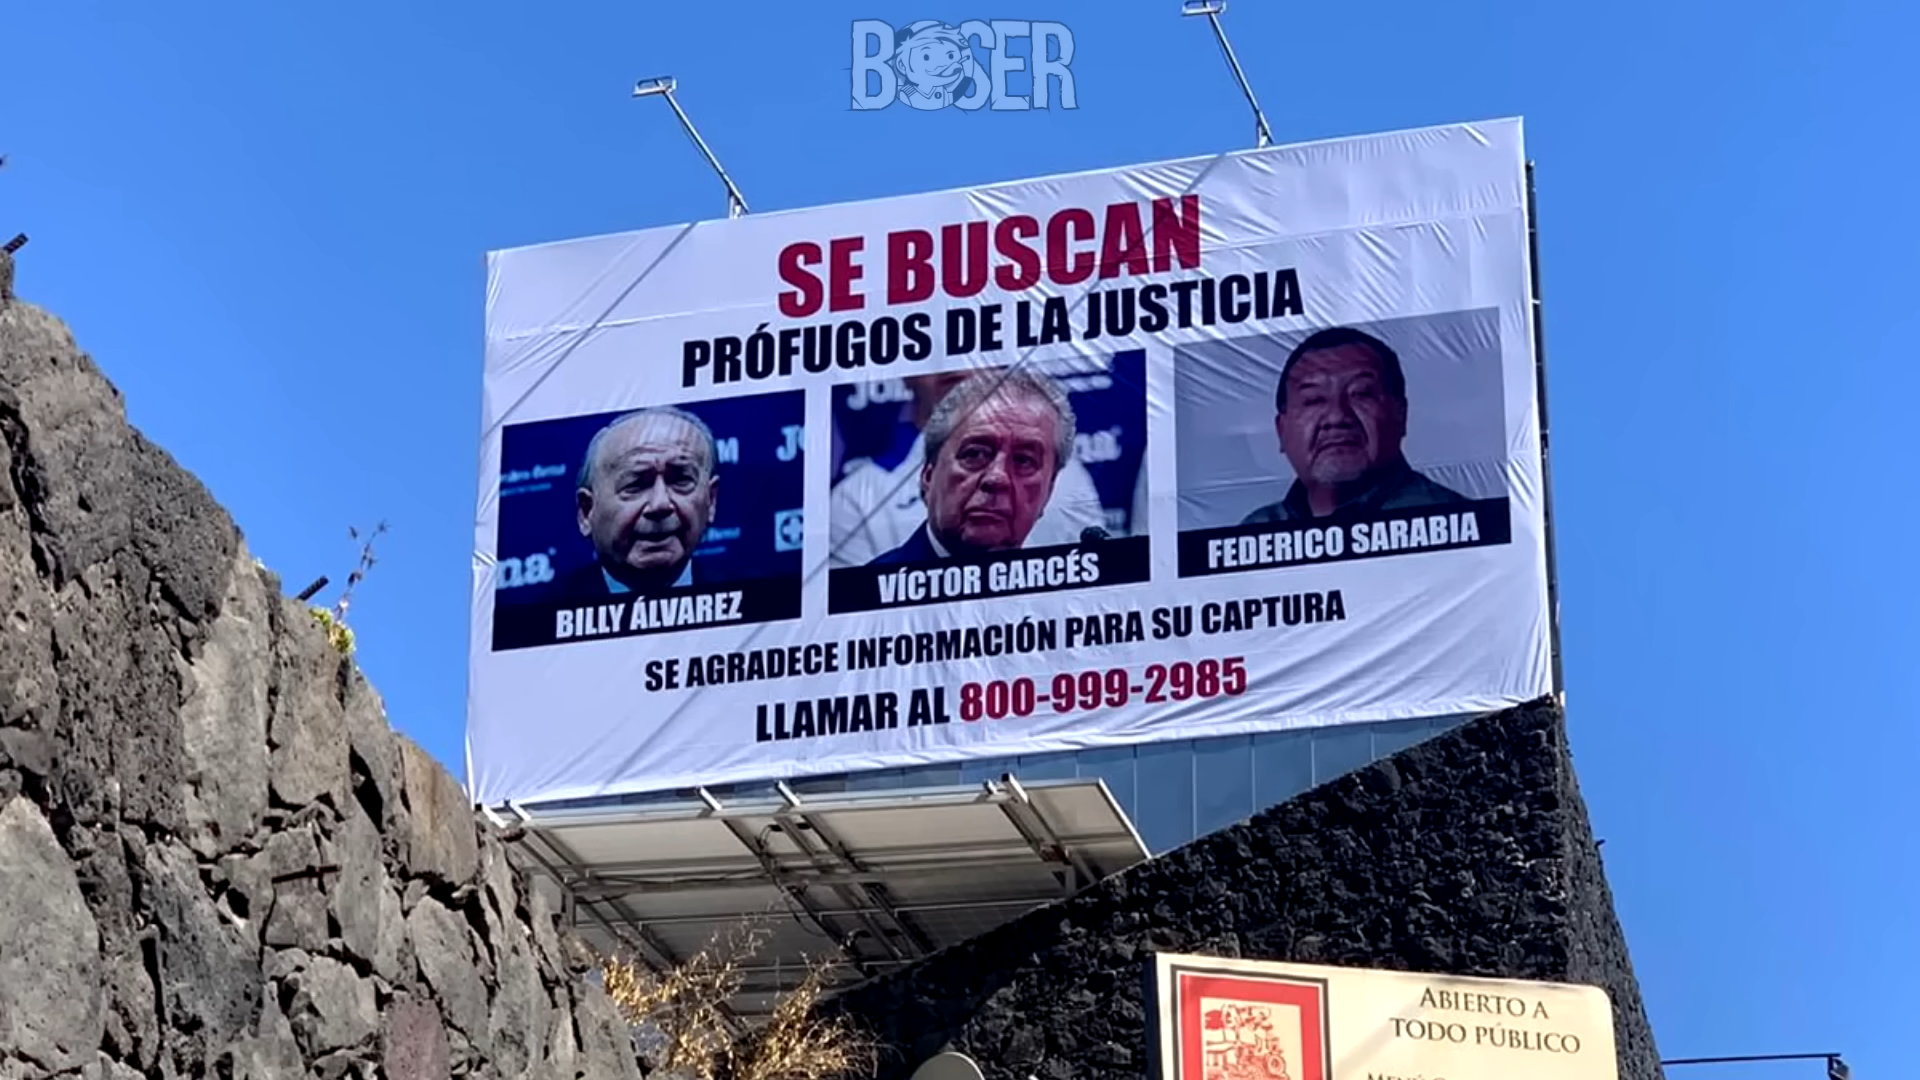 BOSER
SE BUSCAN
PRÓFUGOS DE LA JUSTICIA
BILLY ÁLVAREZ
VÍCTOR GARCÉS
FEDERICO SARABIA
SE AGRADECE INFORMACIÓN PARA SU CAPTURA
LLAMAR AL 800-999-2985
ABIERTO A
TODO PÚBLICO